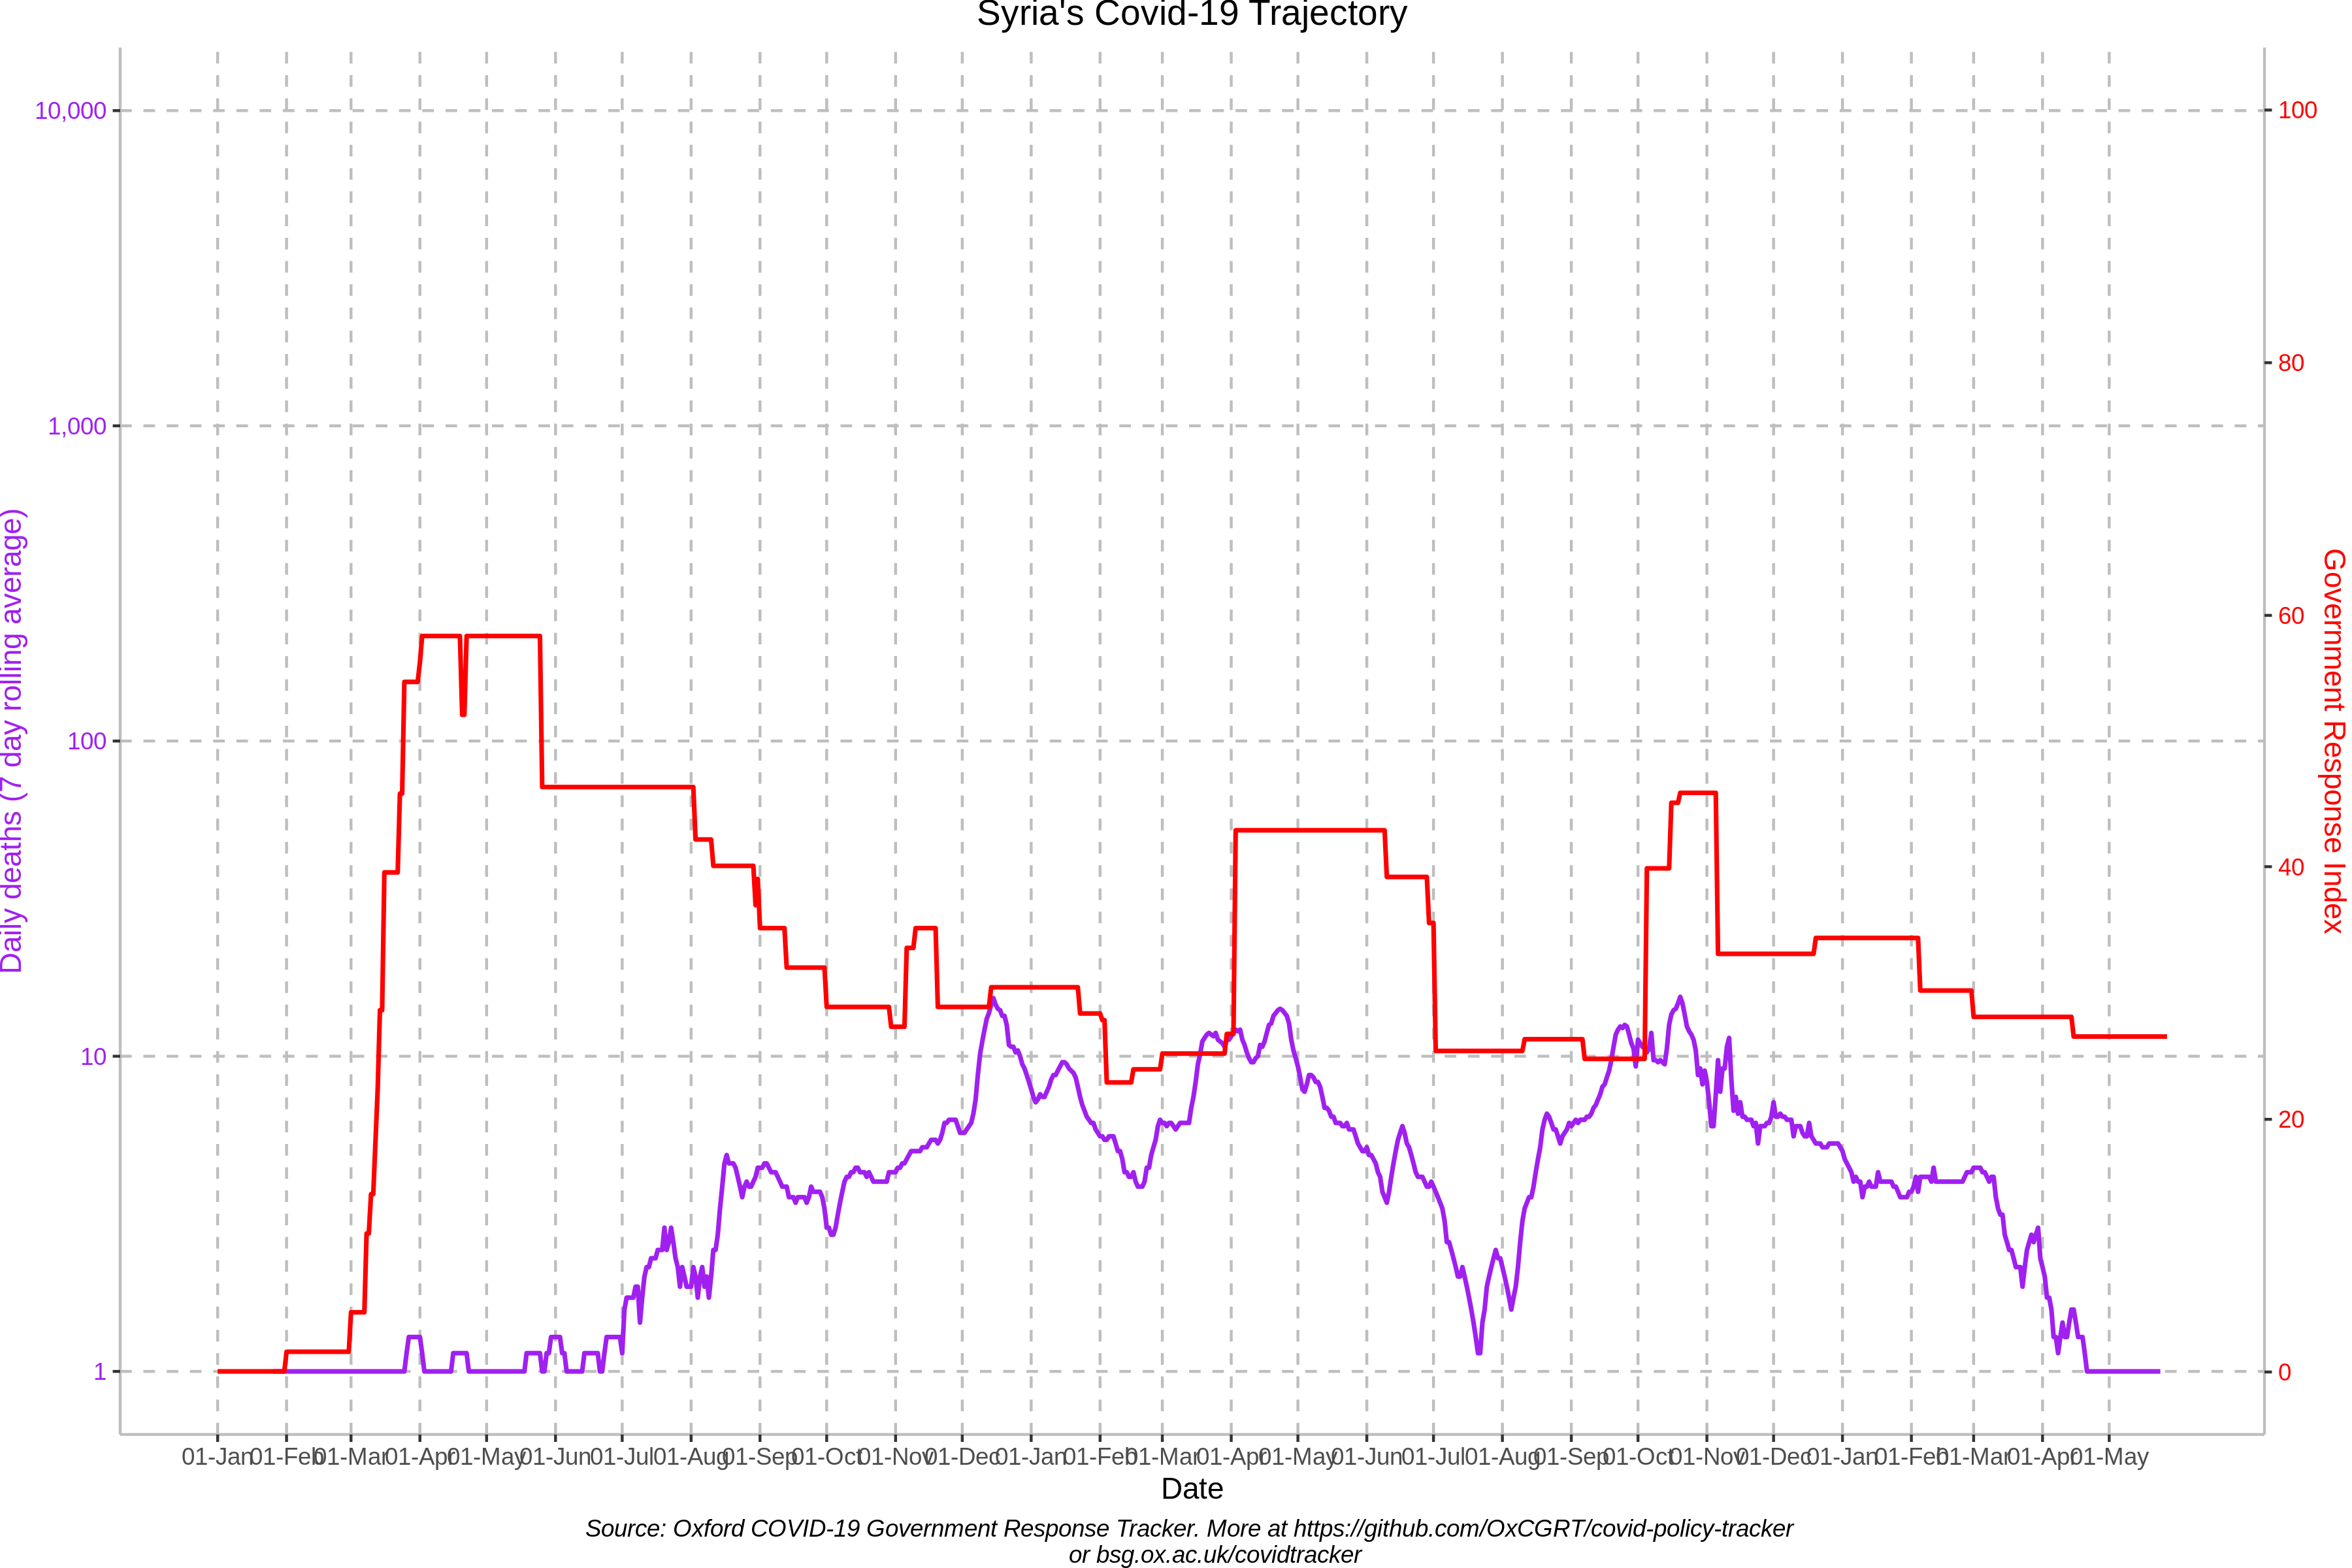 Syria's Covid-19 Trajectory
10,000
1,000
100
10
1
Daily deaths (7 day rolling average)
100
80
60
40
20
0
Government Response Index
01-Jan 01-Feb 01-Mar 01-Apr 01-May 01-Jun 01-Jul 01-Aug 01-Sep 01-Oct 01-Nov 01-Dec 01-Jan 01-Feb 01-Mar 01-Apr 01-May 01-Jun 01-Jul 01-Aug 01-Sep 01-Oct 01-Nov 01-Dec 01-Jan 01-Feb 01-Mar 01-Apr 01-May
Date
Source: Oxford COVID-19 Government Response Tracker. More at https://github.com/OxCGRT/covid-policy-tracker
or bsg.ox.ac.uk/covidtracker